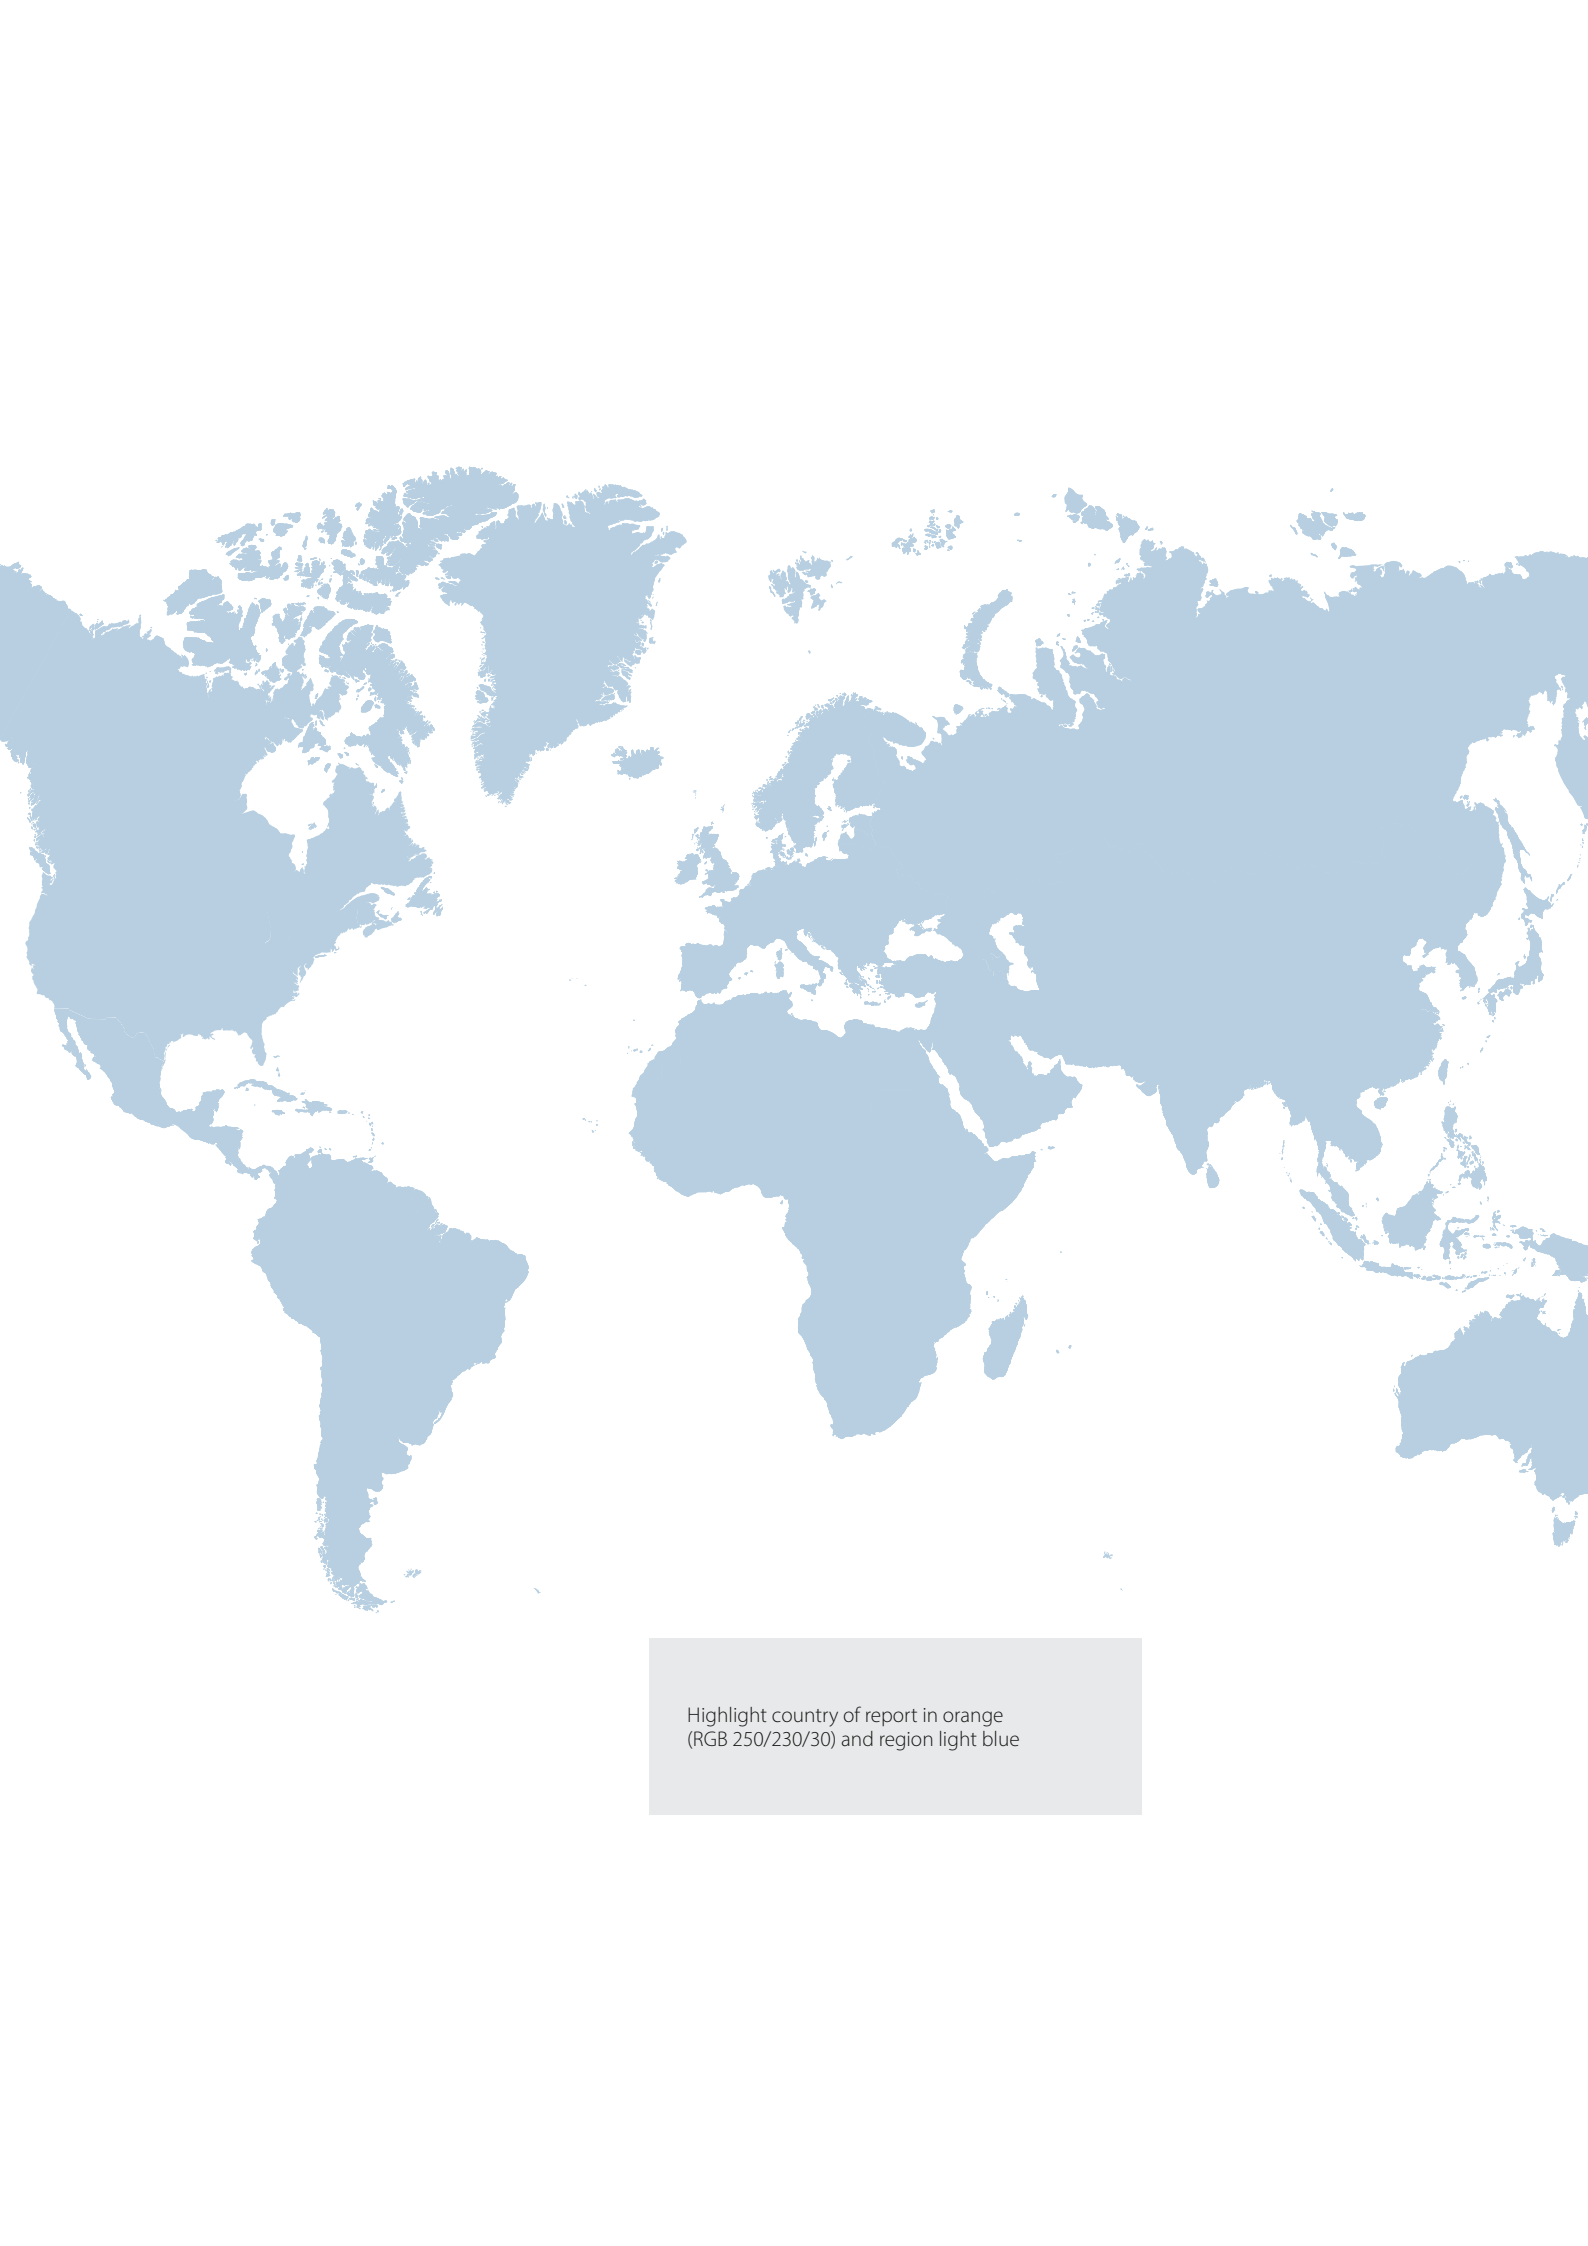 Highlight country of report in orange
(RGB 250/230/30) and region light blue